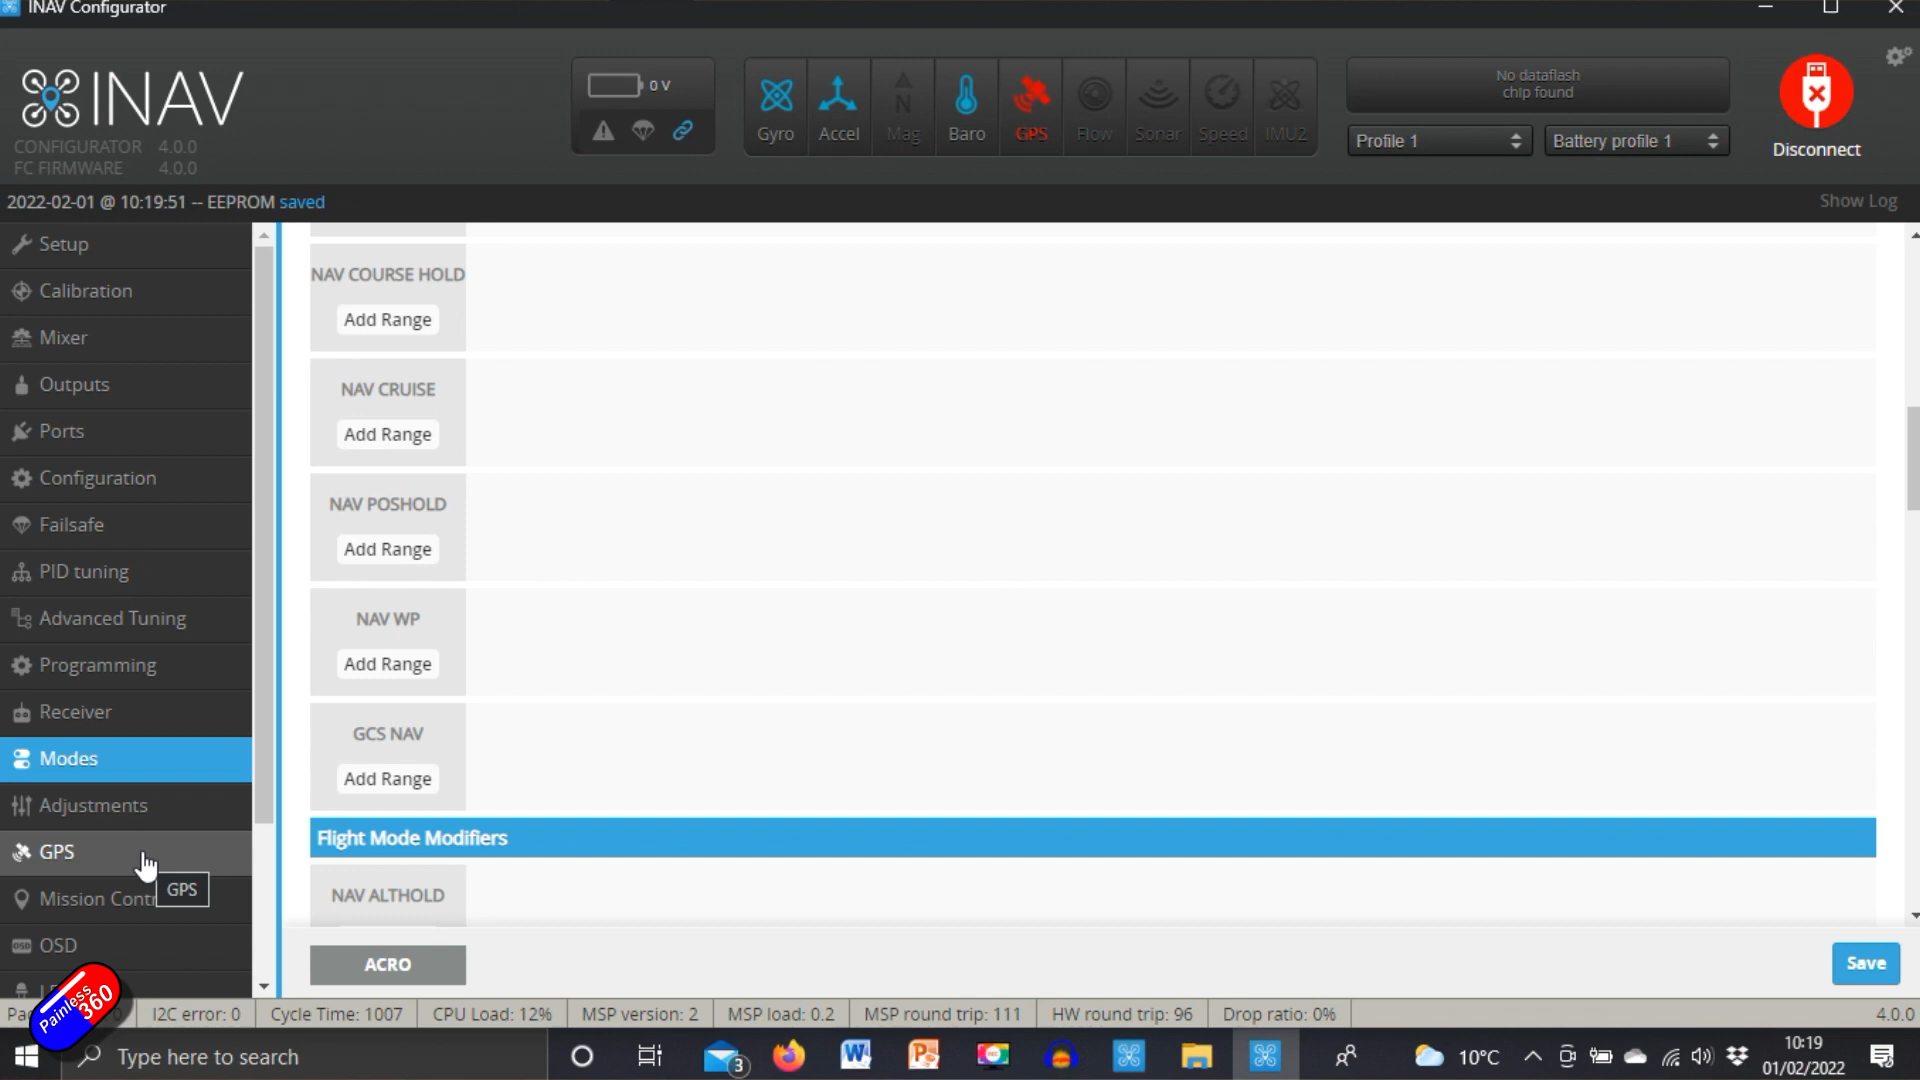 INAV Configurator
INAV
CONFIGURATOR 4.0.0
FC FIRMWARE 4.0.0
0 V
Gyro
Accel
Mag
Baro
GPS
Flow
Sonar
Speed
IMU2
No dataflash
chip found
Profile 1
Battery profile 1
Disconnect
2022-02-01 @ 10:19:51 -- EEPROM saved
Show Log
Setup
Calibration
Mixer
Outputs
Ports
Configuration
Failsafe
PID tuning
Advanced Tuning
Programming
Receiver
Modes
Adjustments
GPS
GPS
Mission Contr
OSD
NAV COURSE HOLD
Add Range
NAV CRUISE
Add Range
NAV POSHOLD
Add Range
NAV WP
Add Range
GCS NAV
Add Range
Flight Mode Modifiers
NAV ALTHOLD
ACRO
Save
Painless360
I2C error: 0
Cycle Time: 1007
CPU Load: 12%
MSP version: 2
MSP load: 0.2
MSP round trip: 111
HW round trip: 96
Drop ratio: 0%
4.0.0
Type here to search
3
10°C
10:19
01/02/2022